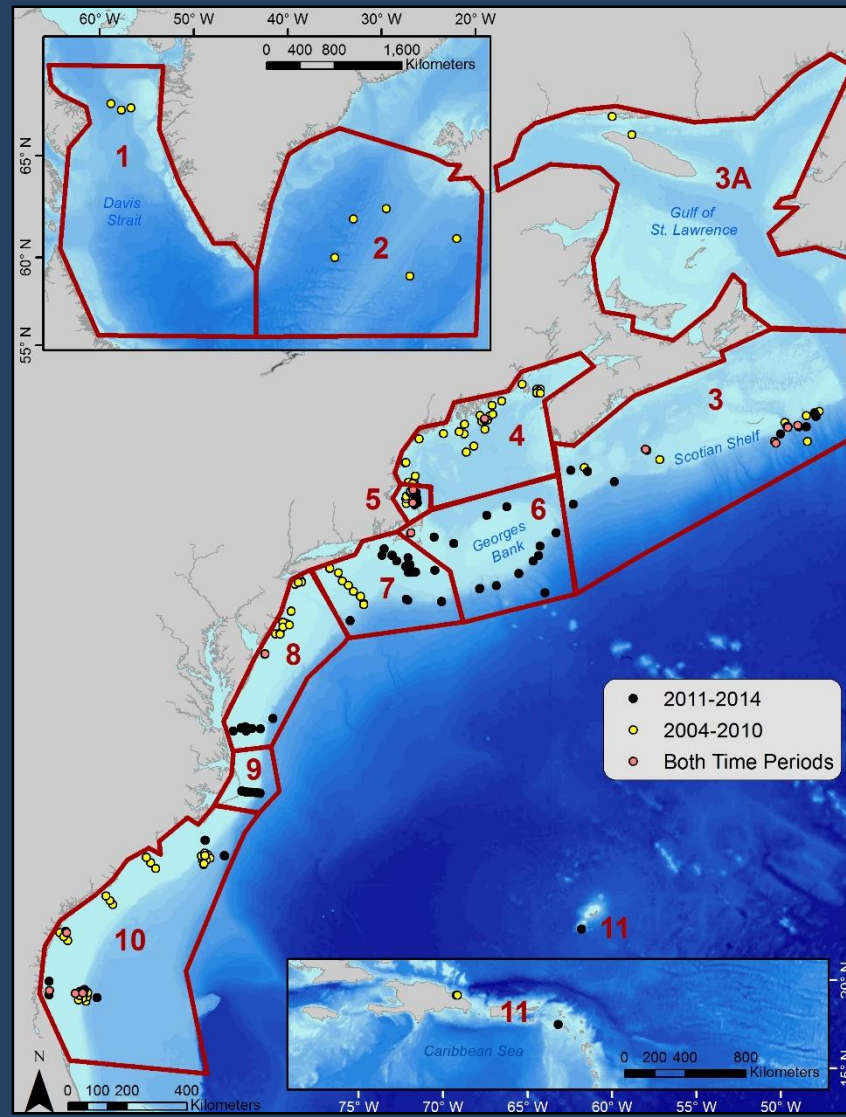 60° W
50° W
40° W
30° W
20° W
0 400 800 1,600
Kilometers
65° N
60° N
55° N
1
Davis
Strait
2
3A
Gulf of
St. Lawrence
3
Scotian Shelf
4
5
6
Georges
Bank
7
8
9
10
2011-2014
2004-2010
Both Time Periods
11
11
Caribbean Sea
0 200 400 800
Kilometers
20° N
15° N
N
0 100 200 400
Kilometers
75° W
70° W
65° W
60° W
55° W
50° W